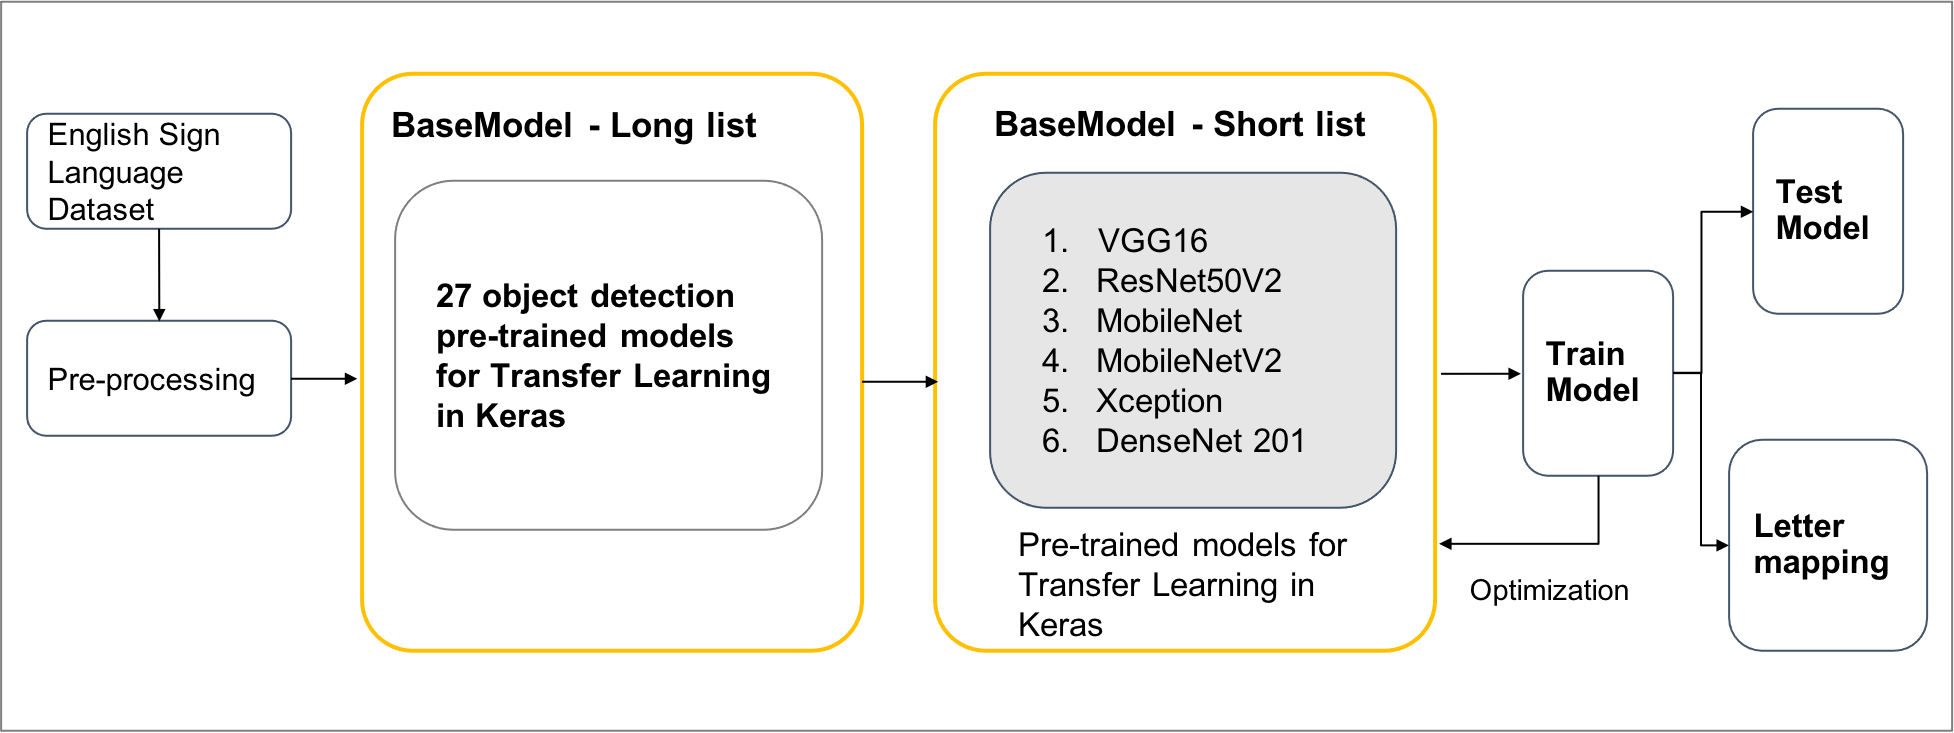 English Sign
Language
Dataset
Pre-processing
BaseModel - Long list
27 object detection
pre-trained models
for Transfer Learning
in Keras
BaseModel - Short list
1. VGG16
2. ResNet50V2
3. MobileNet
4. MobileNetV2
5. Xception
6. DenseNet 201
Pre-trained models for
Transfer Learning in
Keras
Train
Model
Optimization
Test
Model
Letter
mapping